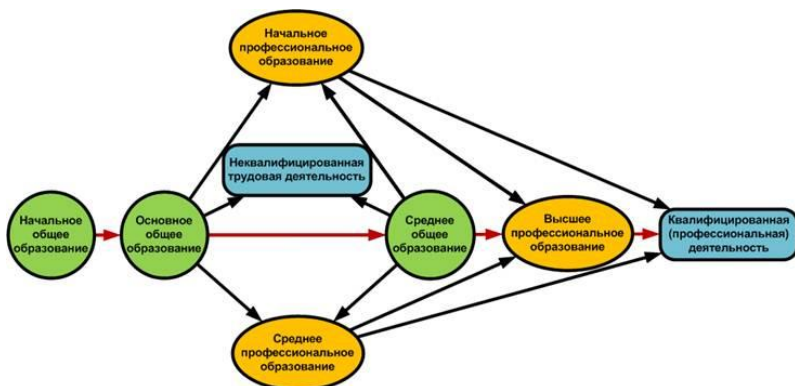 Начальное
профессиональное
образование
Неквалифицированная
трудовая деятельность
Начальное
общее
образование
Основное
общее
образование
Среднее
общее
образование
Высшее
профессиональное
образование
Квалифицированная
(профессиональная)
деятельность
Среднее
профессиональное
образование